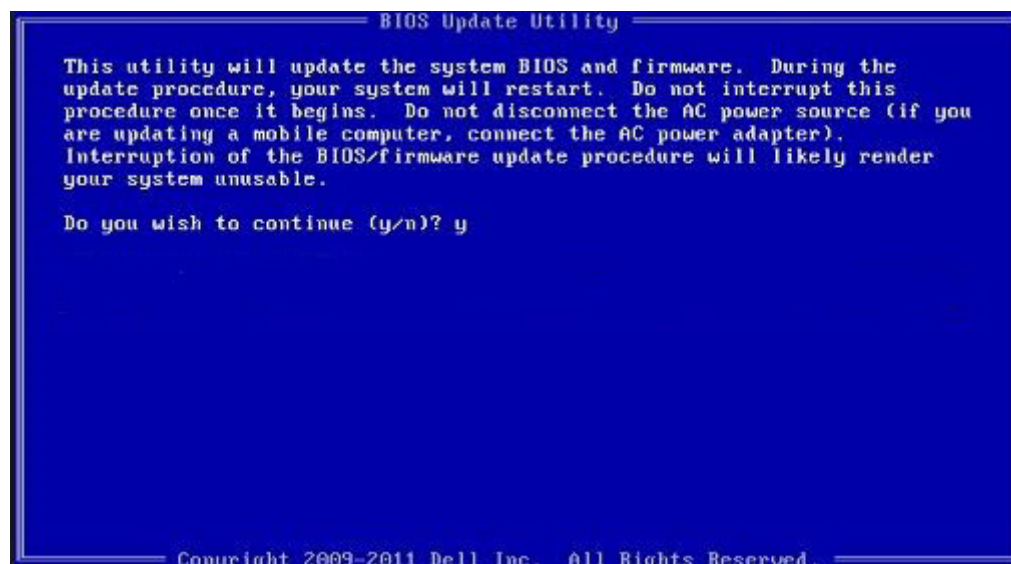 BIOS Update Utility
This utility will update the system BIOS and firmware.  During the
update procedure, your system will restart.  Do not interrupt this
procedure once it begins.  Do not disconnect the AC power source (if you
are updating a mobile computer, connect the AC power adapter).
Interruption of the BIOS/firmware update procedure will likely render
your system unusable.
Do you wish to continue (y/n)? y
Copyright 2009-2011 Dell Inc.  All Rights Reserved.